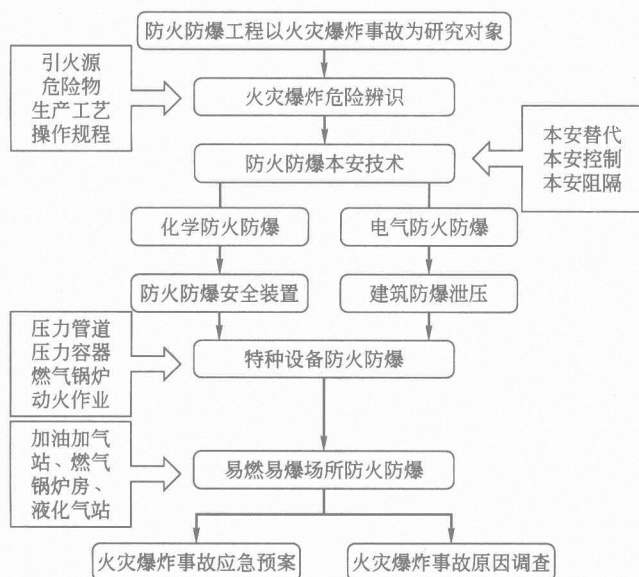 防火防爆工程以火灾爆炸事故为研究对象
引火源
危险物
生产工艺
操作规程
火灾爆炸危险辨识
本安替代
本安控制
本安阻隔
防火防爆本安技术
化学防火防爆
电气防火防爆
防火防爆安全装置
建筑防爆泄压
压力管道
压力容器
燃气锅炉
动火作业
特种设备防火防爆
加油加气
站、燃气
锅炉房、
液化气站
易燃易爆场所防火防爆
火灾爆炸事故应急预案
火灾爆炸事故原因调查